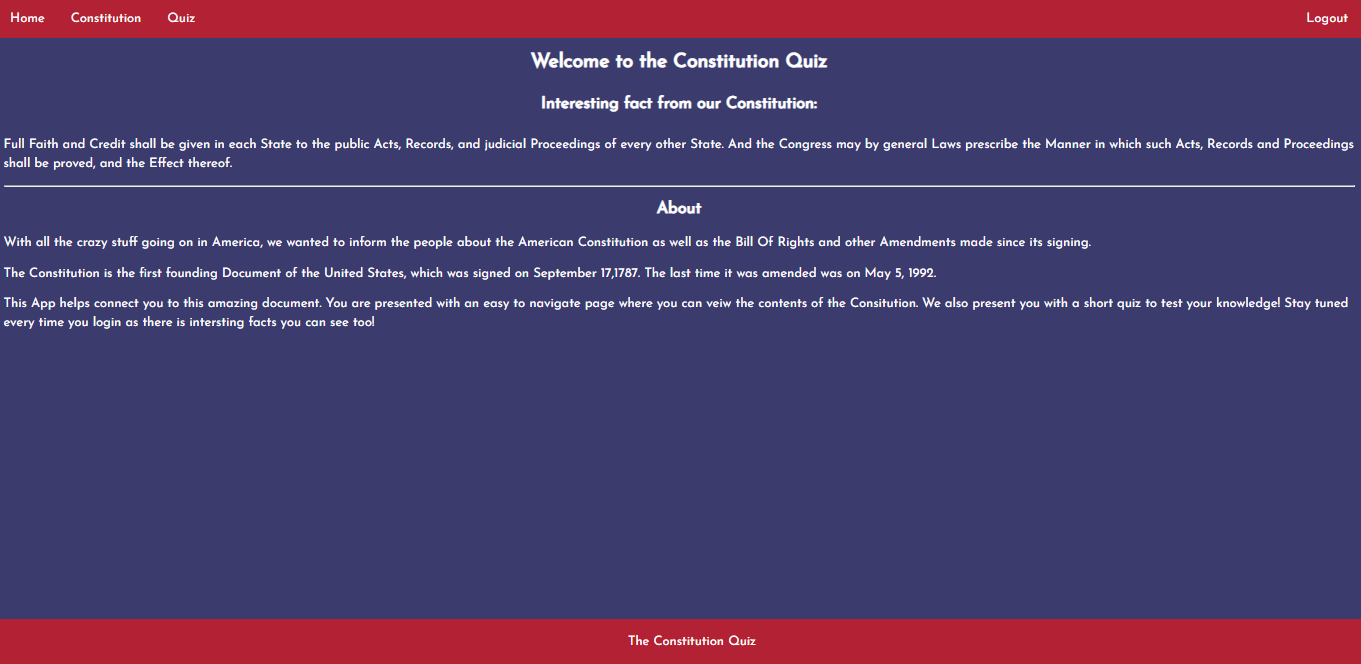 Home Constitution Quiz Logout
Welcome to the Constitution Quiz
Interesting fact from our Constitution:
Full Faith and Credit shall be given in each State to the public Acts, Records, and judicial Proceedings of every other State. And the Congress may by general Laws prescribe the Manner in which such Acts, Records and Proceedings
shall be proved, and the Effect thereof.
About
With all the crazy stuff going on in America, we wanted to inform the people about the American Constitution as well as the Bill Of Rights and other Amendments made since its signing.
The Constitution is the first founding Document of the United States, which was signed on September 17,1787. The last time it was amended was on May 5, 1992.
This App helps connect you to this amazing document. You are presented with an easy to navigate page where you can veiw the contents of the Consitution. We also present you with a short quiz to test your knowledge! Stay tuned
every time you login as there is intersting facts you can see too!
The Constitution Quiz